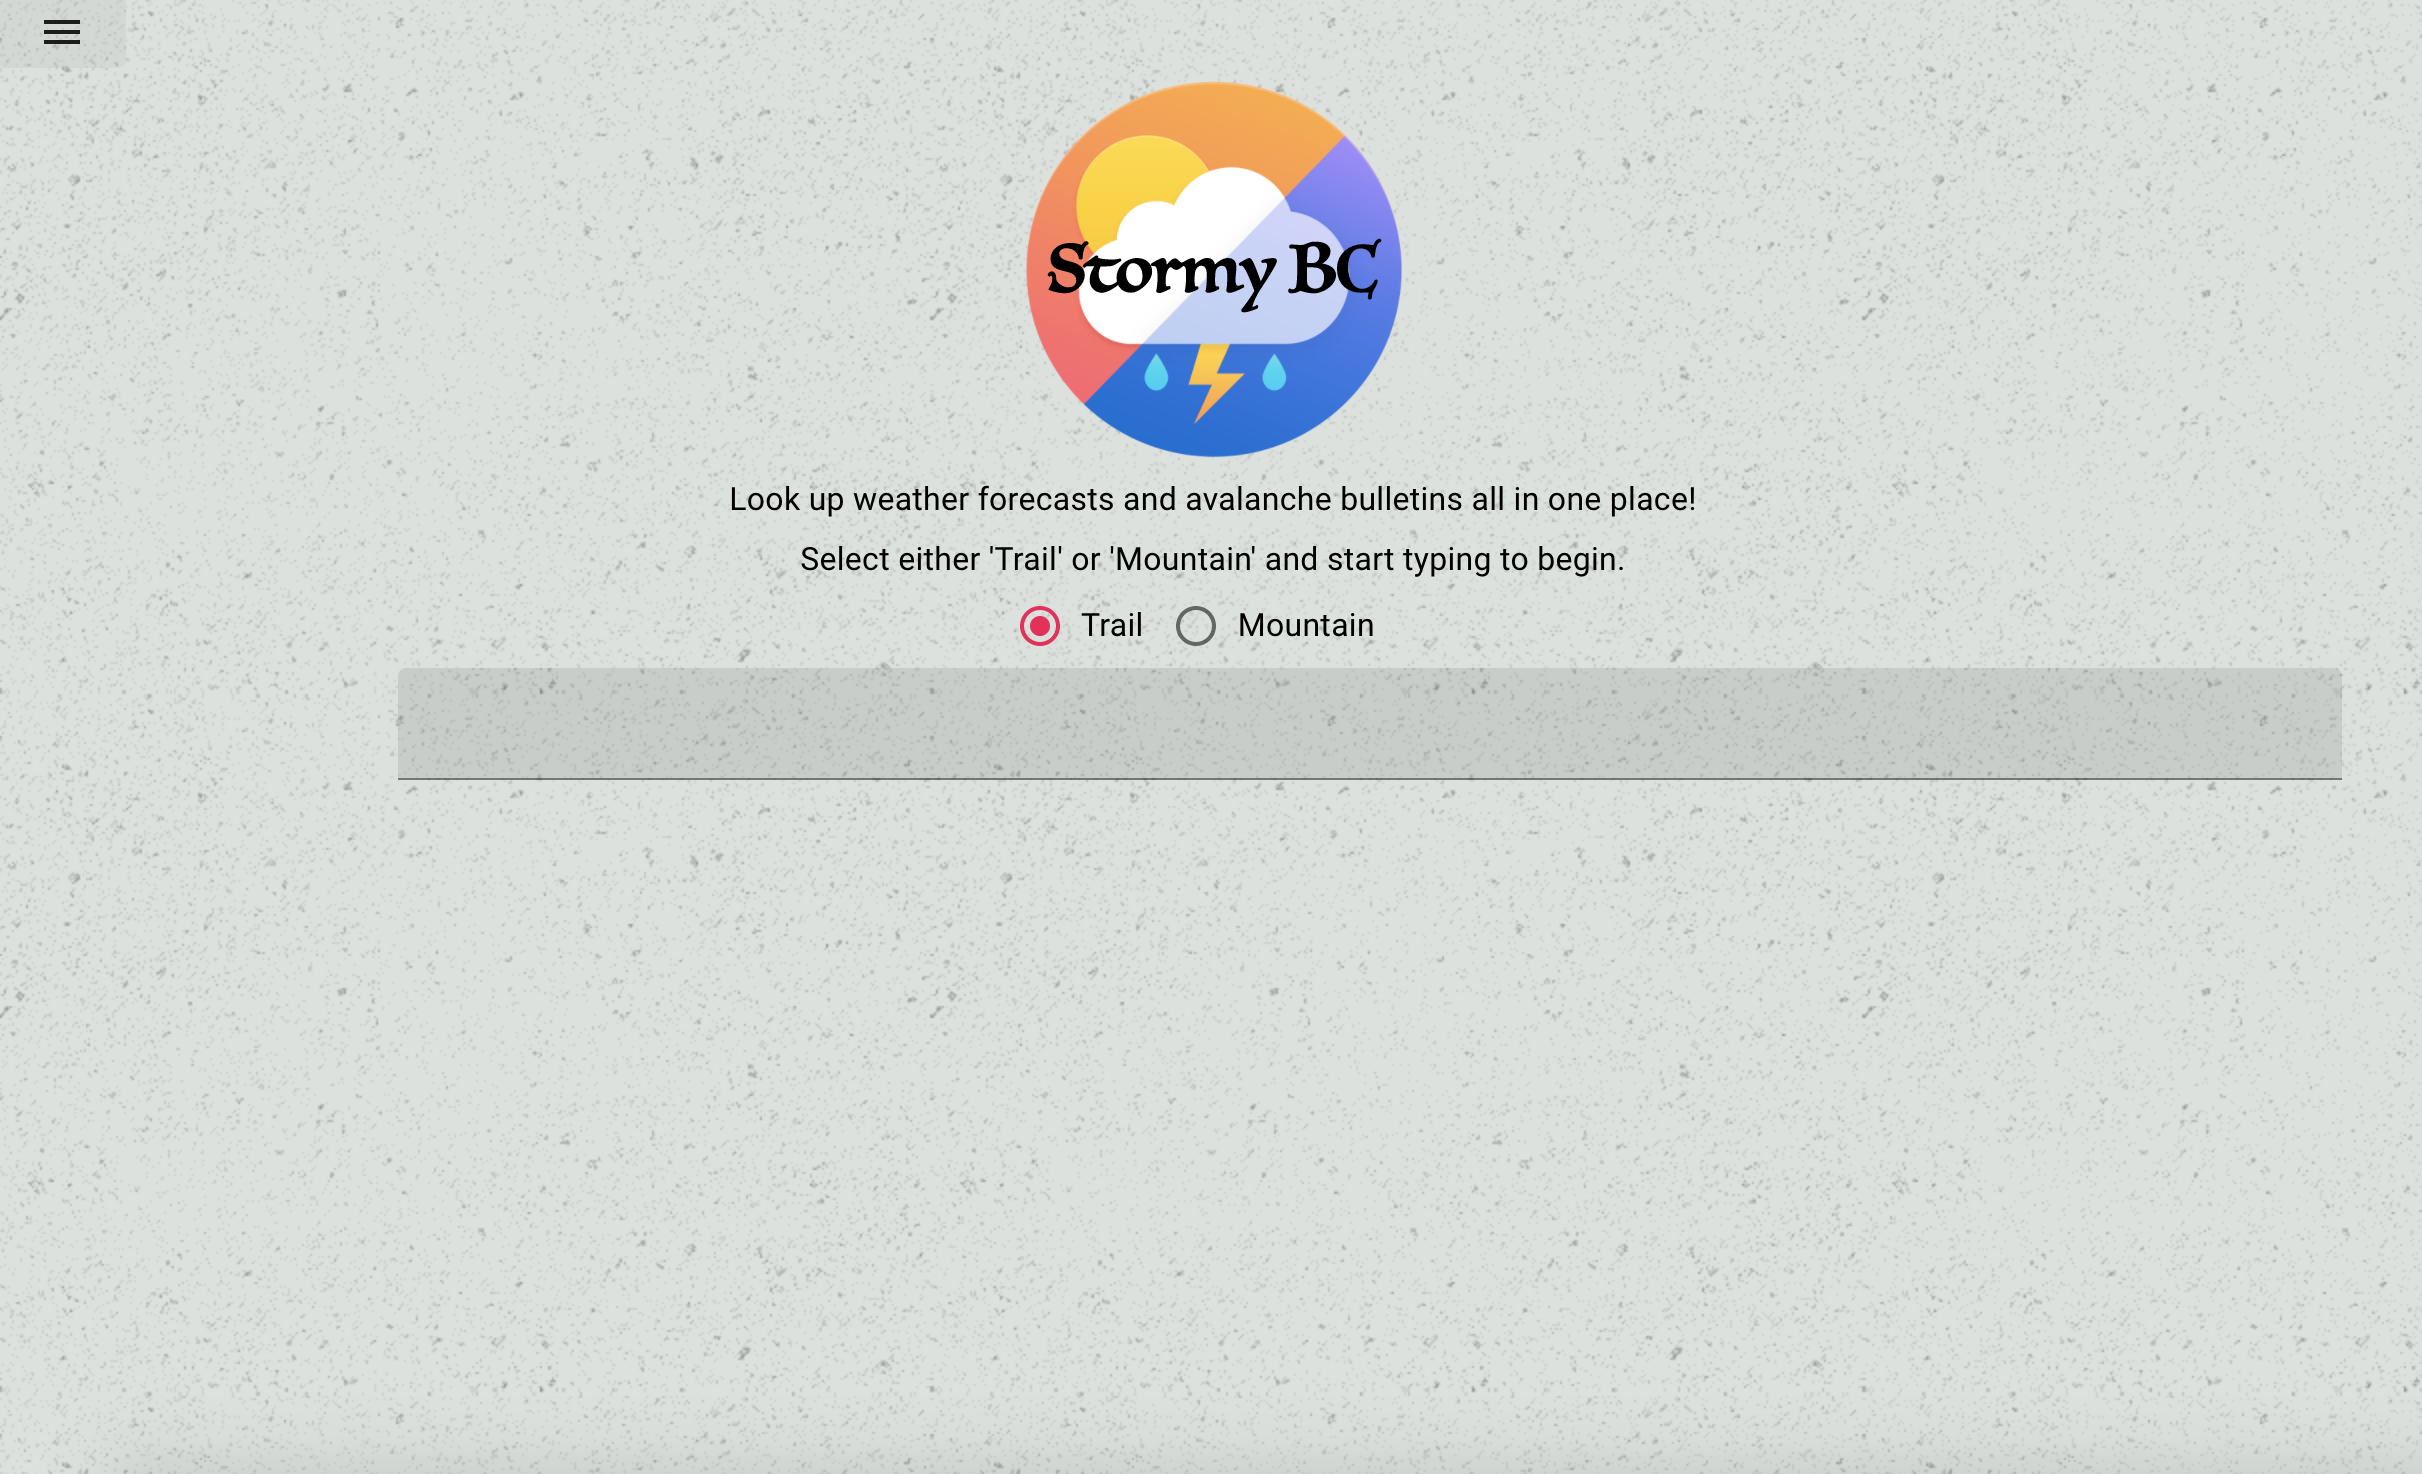 Stormy BC
Look up weather forecasts and avalanche bulletins all in one place!
Select either 'Trail' or 'Mountain' and start typing to begin.
Trail Mountain